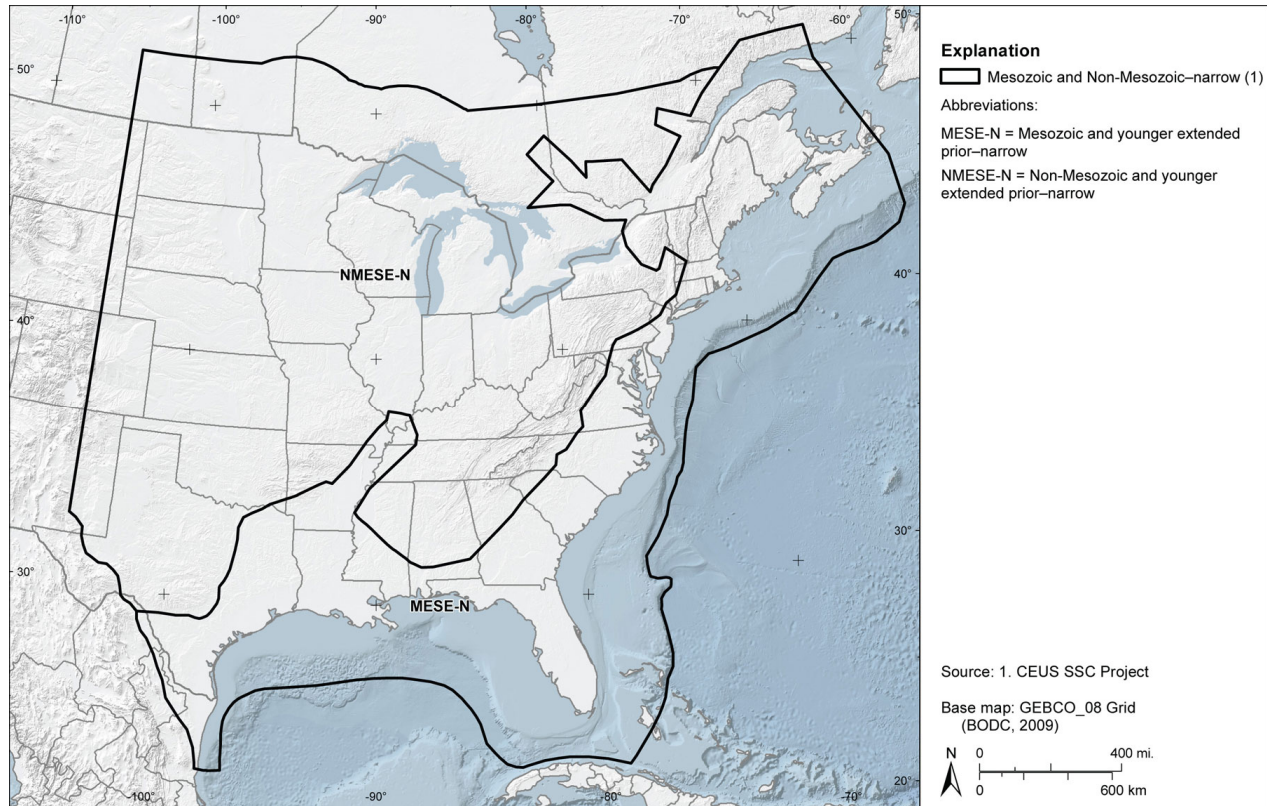 -110°
-100°
-90°
-80°
-70°
-60°
50°
50°
40°
40°
30°
30°
20°
-100°
-90°
-80°
-70°
NMESE-N
MESE-N
Explanation
Mesozoic and Non-Mesozoic–narrow (1)
Abbreviations:
MESE-N = Mesozoic and younger extended
prior–narrow
NMESE-N = Non-Mesozoic and younger
extended prior–narrow
Source: 1. CEUS SSC Project
Base map: GEBCO_08 Grid
(BODC, 2009)
N
0 400 mi.
0 600 km